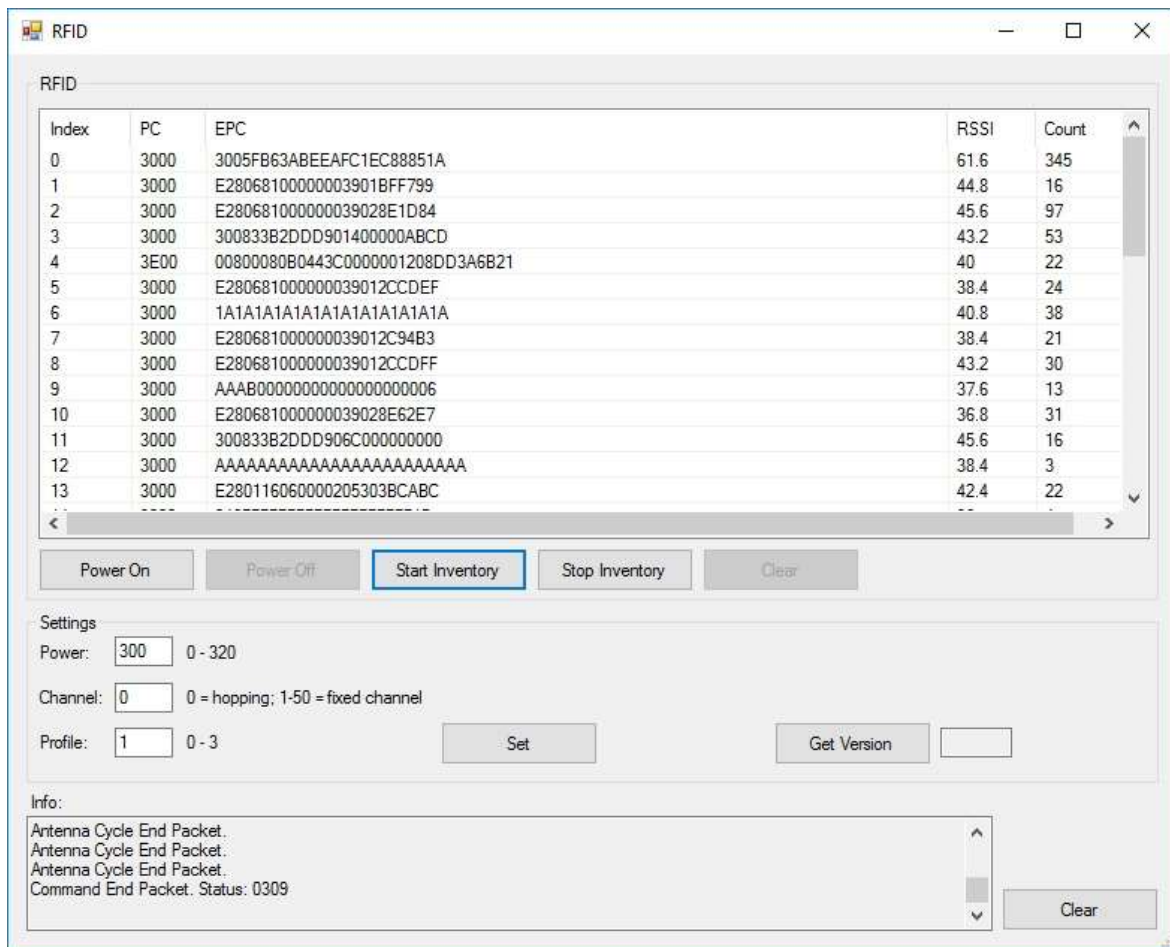 RFID
RFID
Index PC EPC RSSI Count
0 3000 3005FB63ABEEAFC1EC88851A 61.6 345
1 3000 E28068100000003901BFF799 44.8 16
2 3000 E280681000000039028E1D84 45.6 97
3 3000 300833B2DDD901400000ABCD 43.2 53
4 3E00 00800080B0443C0000001208DD3A6B21 40 22
5 3000 E280681000000039012CCDEF 38.4 24
6 3000 1A1A1A1A1A1A1A1A1A1A1A1A 40.8 38
7 3000 E280681000000039012C94B3 38.4 21
8 3000 E280681000000039012CCDFF 43.2 30
9 3000 AAAB00000000000000000006 37.6 13
10 3000 E280681000000039028E62E7 36.8 31
11 3000 300833B2DDD906C000000000 45.6 16
12 3000 AAAAAAAAAAAAAAAAAAAAAAAA 38.4 3
13 3000 E280116060000205303BCABC 42.4 22
Power On Power Off Start Inventory Stop Inventory Clear
Settings
Power: 300 0 - 320
Channel: 0 0 = hopping; 1-50 = fixed channel
Profile: 1 0 - 3 Set Get Version
Info:
Antenna Cycle End Packet.
Antenna Cycle End Packet.
Antenna Cycle End Packet.
Command End Packet. Status: 0309
Clear